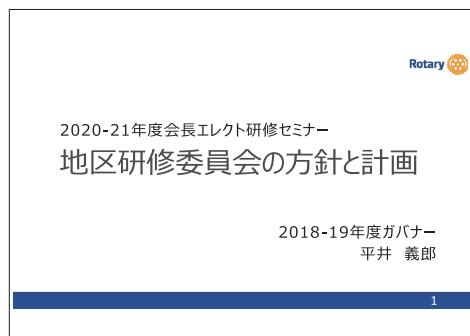 Rotary
2020-21年度会長エレクト研修セミナー
地区研修委員会の方針と計画
2018-19年度ガバナー
平井　義郎
1